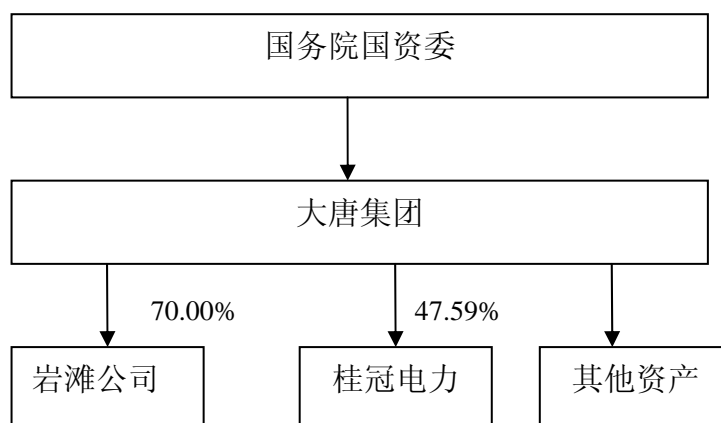 国务院国资委
大唐集团
70.00%
47.59%
岩滩公司
桂冠电力
其他资产